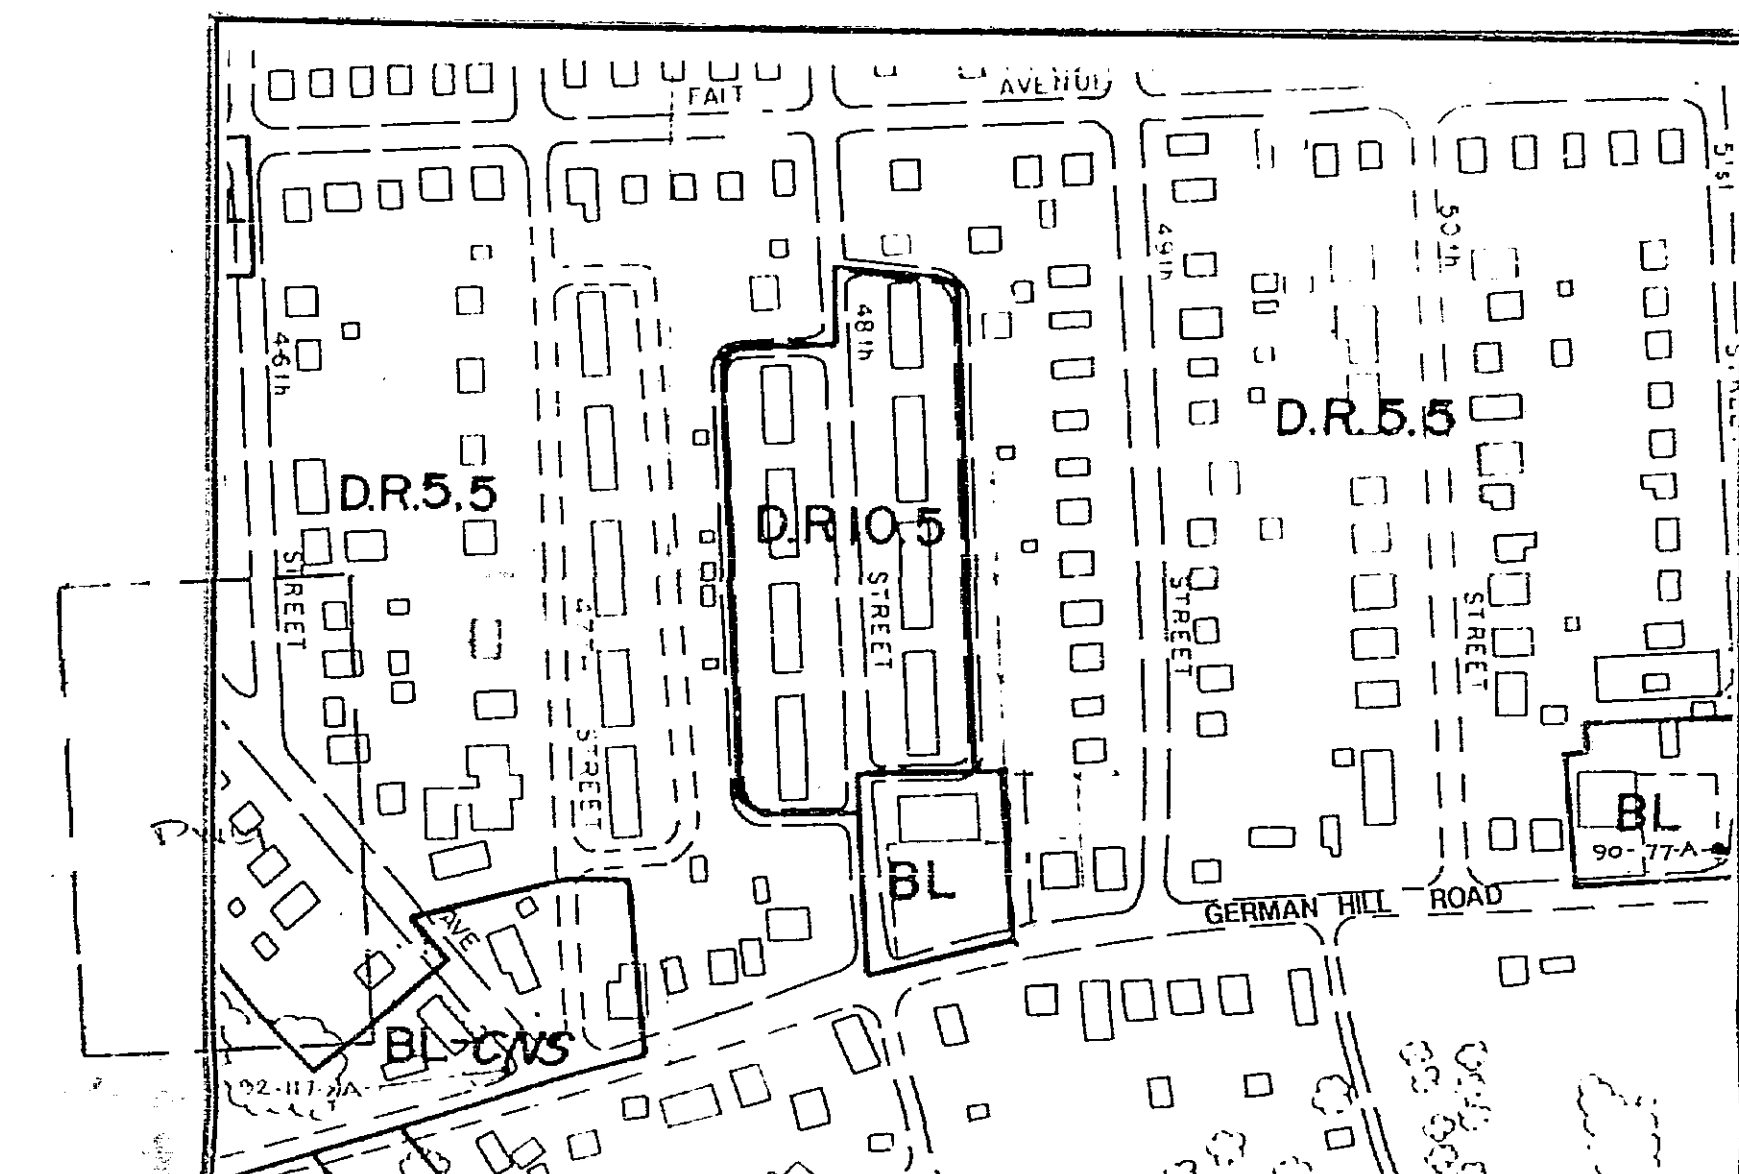 FAIT AVENUE
51st STREET
50th STREET
49th STREET
48th STREET
46th STREET
STREET
D.R.5.5
D.R.5.5
D.R.10.5
BL
BL
90-77-A
GERMAN HILL ROAD
AVE
BL-CNS
92-117-A